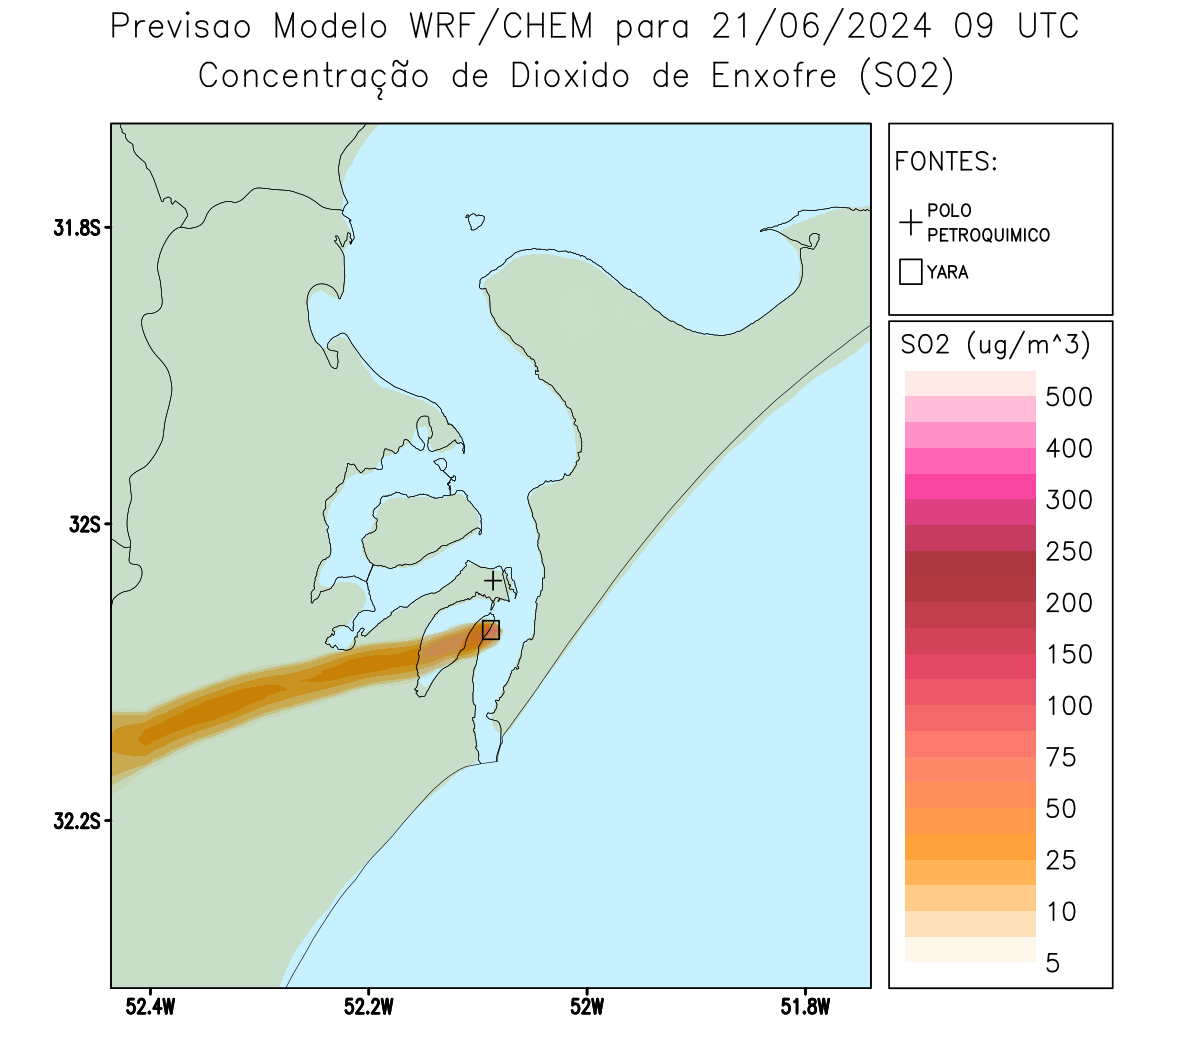 Previsao Modelo WRF/CHEM para 21/06/2024 09 UTC
Concentração de Dioxido de Enxofre (SO2)
FONTES:
POLO
PETROQUIMICO
YARA
31.8S
32S
32.2S
52.4W
52.2W
52W
51.8W
SO2 (ug/m^3)
500
400
300
250
200
150
100
75
50
25
10
5